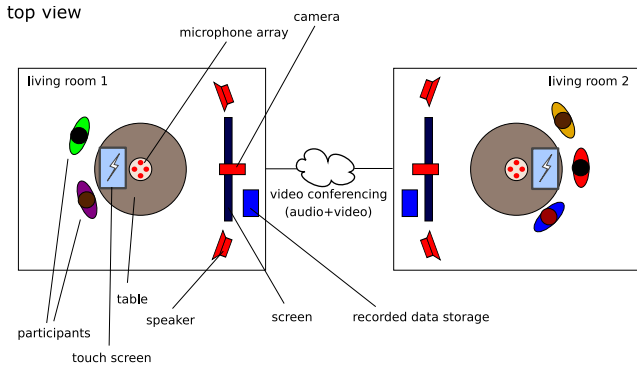 top view
camera
microphone array
living room 1
living room 2
video conferencing
(audio+video)
table
speaker
screen
recorded data storage
participants
touch screen